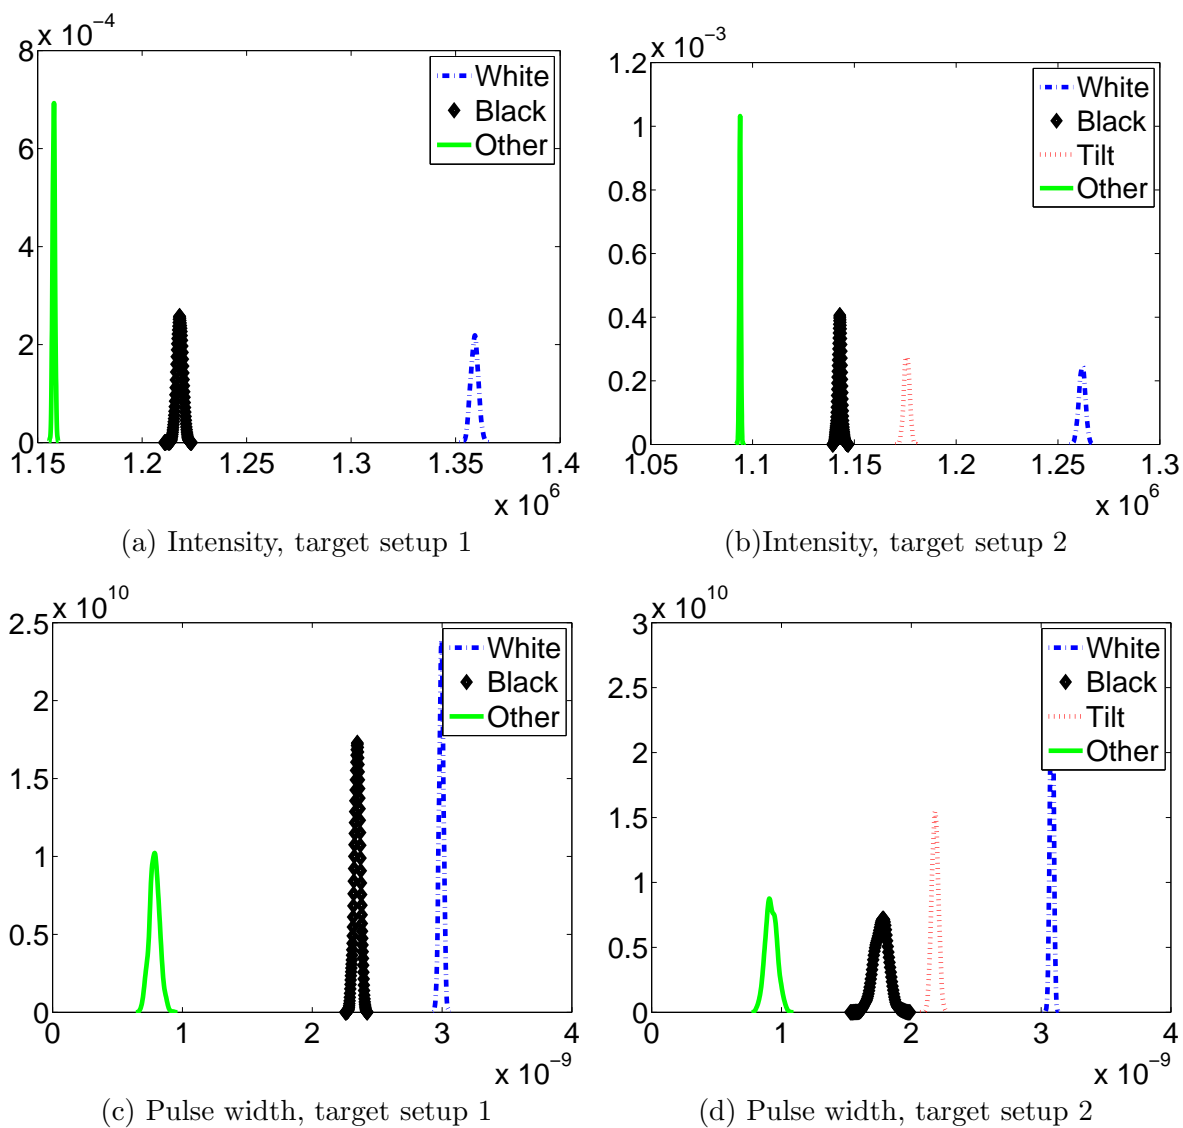 x 10^-4
8
6
4
2
0
1.15 1.2 1.25 1.3 1.35 1.4
x 10^6
White
Black
Other
(a) Intensity, target setup 1
x 10^-3
1.2
1
0.8
0.6
0.4
0.2
0
1.05 1.1 1.15 1.2 1.25 1.3
x 10^6
White
Black
Tilt
Other
(b)Intensity, target setup 2
x 10^10
2.5
2
1.5
1
0.5
0
0 1 2 3 4
x 10^-9
White
Black
Other
(c) Pulse width, target setup 1
x 10^10
3
2.5
2
1.5
1
0.5
0
0 1 2 3 4
x 10^-9
White
Black
Tilt
Other
(d) Pulse width, target setup 2